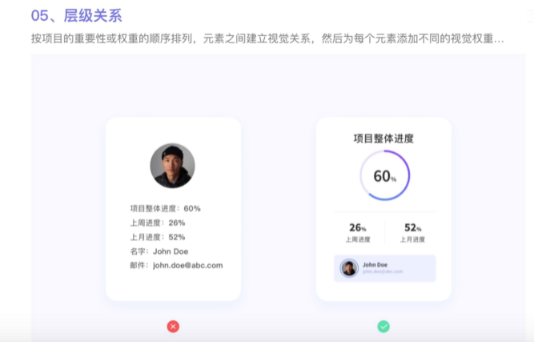 05、层级关系
按项目的重要性或权重的顺序排列，元素之间建立视觉关系，然后为每个元素添加不同的视觉权重...
项目整体进度：60%
上周进度：26%
上月进度：52%
名字：John Doe
邮件：john.doe@abc.com
项目整体进度
60%
26% 52%
上周进度 上月进度
John Doe
john.doe@abc.com